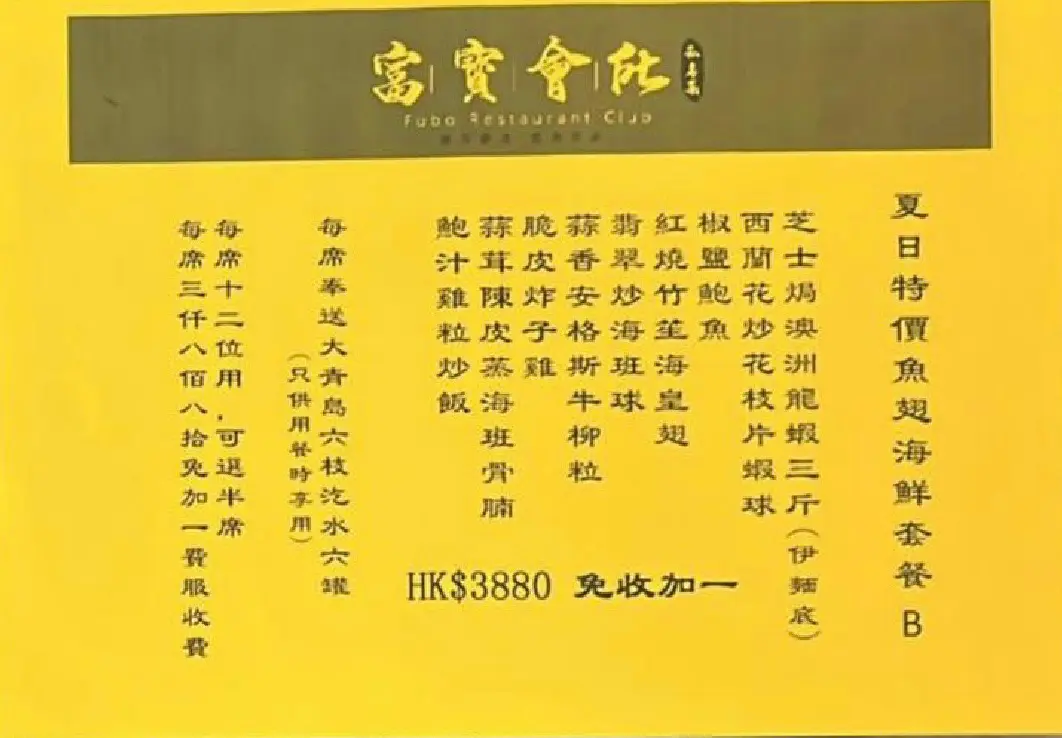 富寶會所
Fubo Restaurant Club
夏日特價魚翅海鮮套餐B
芝士焗澳洲龍蝦三斤（伊麵底）
西蘭花炒花枝片蝦球
椒鹽鮑魚
紅燒竹笙海皇翅
翡翠炒海班球
蒜香安格斯牛柳粒
脆皮炸子雞
蒜茸陳皮蒸海班骨腩
鮑汁雞粒炒飯
HK$3880 免收加一
每席奉送大青島六枝汽水六罐
（只供用餐時享用）
每席十二位用，可選半席
每席三仟八佰八拾免加一費服收費